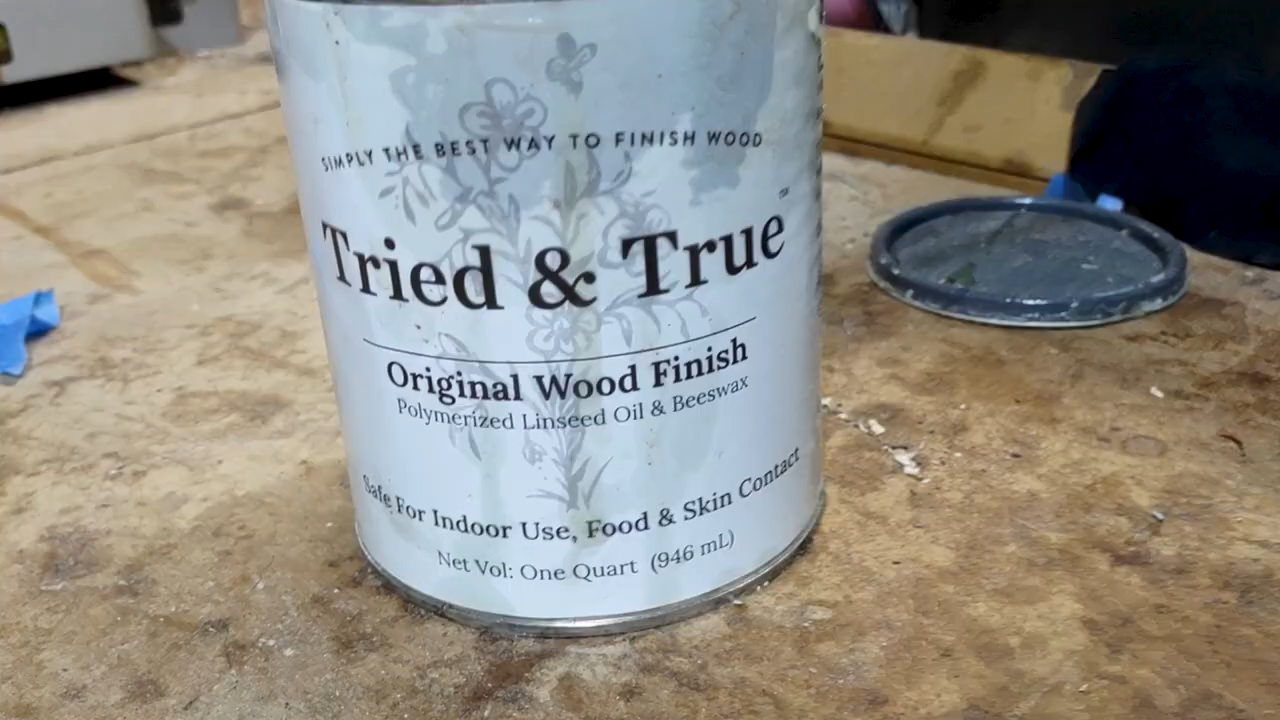 SIMPLY THE BEST WAY TO FINISH WOOD
Tried & True™
Original Wood Finish
Polymerized Linseed Oil & Beeswax
Safe For Indoor Use, Food & Skin Contact
Net Vol: One Quart (946 mL)